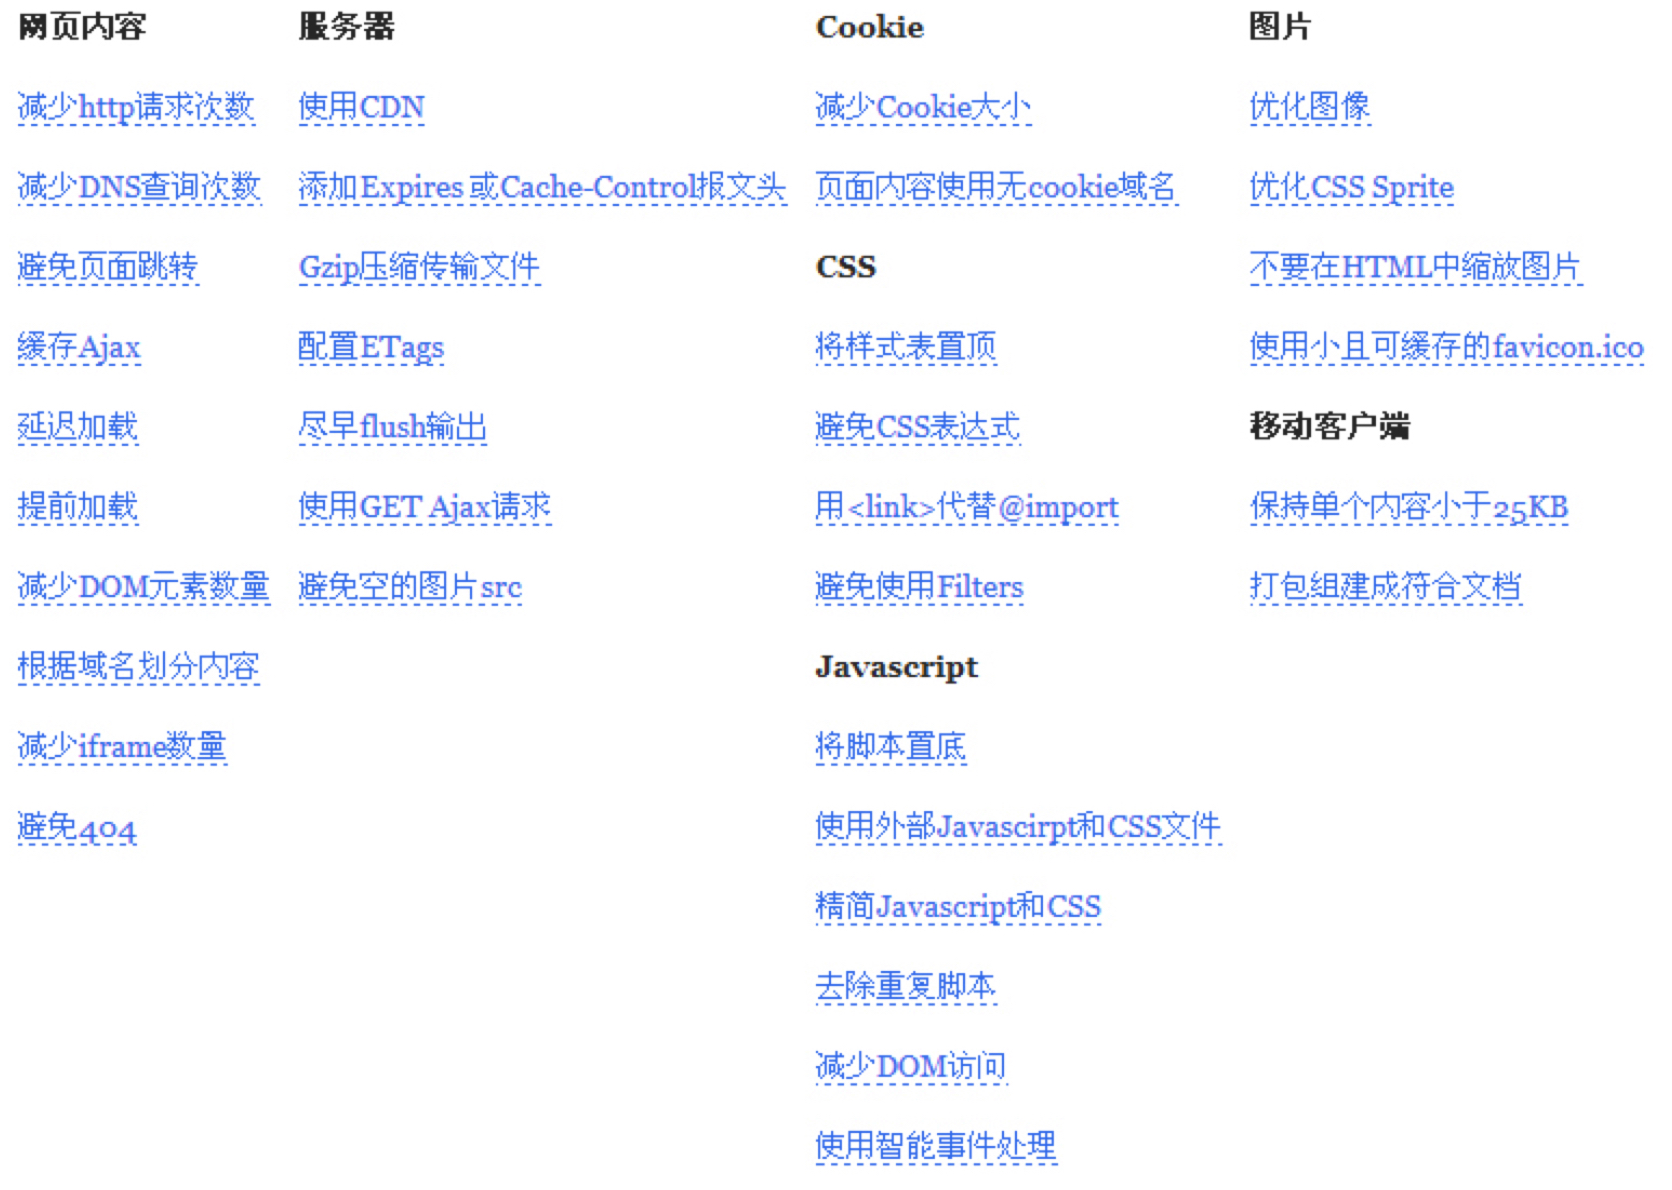 网页内容
减少http请求次数
减少DNS查询次数
避免页面跳转
缓存Ajax
延迟加载
提前加载
减少DOM元素数量
根据域名划分内容
减少iframe数量
避免404
服务器
使用CDN
添加Expires 或Cache-Control报文头
Gzip压缩传输文件
配置ETags
尽早flush输出
使用GET Ajax请求
避免空的图片src
Cookie
减少Cookie大小
页面内容使用无cookie域名
CSS
将样式表置顶
避免CSS表达式
用<link>代替@import
避免使用Filters
Javascript
将脚本置底
使用外部Javascirpt和CSS文件
精简Javascript和CSS
去除重复脚本
减少DOM访问
使用智能事件处理
图片
优化图像
优化CSS Sprite
不要在HTML中缩放图片
使用小且可缓存的favicon.ico
移动客户端
保持单个内容小于25KB
打包组建成符合文档